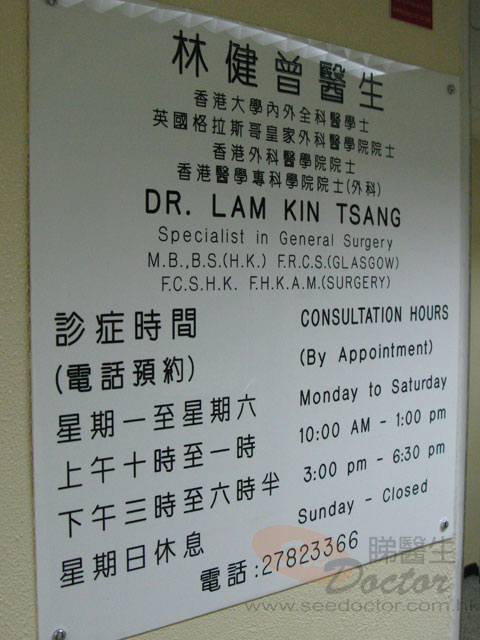 林健曾醫生
香港大學內外全科醫學士
英國格拉斯哥皇家外科醫學院院士
香港外科醫學院院士
香港醫學專科學院院士(外科)
DR. LAM KIN TSANG
Specialist in General Surgery
M.B.,B.S.(H.K.) F.R.C.S.(GLASGOW)
F.C.S.H.K. F.H.K.A.M.(SURGERY)
診症時間
(電話預約)
星期一至星期六
上午十時至一時
下午三時至六時半
星期日休息
CONSULTATION HOURS
(By Appointment)
Monday to Saturday
10:00 AM - 1:00 pm
3:00 pm - 6:30 pm
Sunday - Closed
電話:27823366
睇醫生
eDoctor
www.seedoctor.com.hk